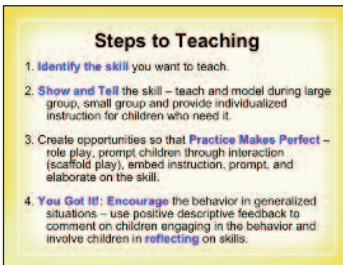 Steps to Teaching
1. Identify the skill you want to teach.
2. Show and Tell the skill – teach and model during large
group, small group and provide individualized
instruction for children who need it.
3. Create opportunities so that Practice Makes Perfect –
role play, prompt children through interaction
(scaffold play), embed instruction, prompt, and
elaborate on the skill.
4. You Got It!: Encourage the behavior in generalized
situations – use positive descriptive feedback to
comment on children engaging in the behavior and
involve children in reflecting on skills.